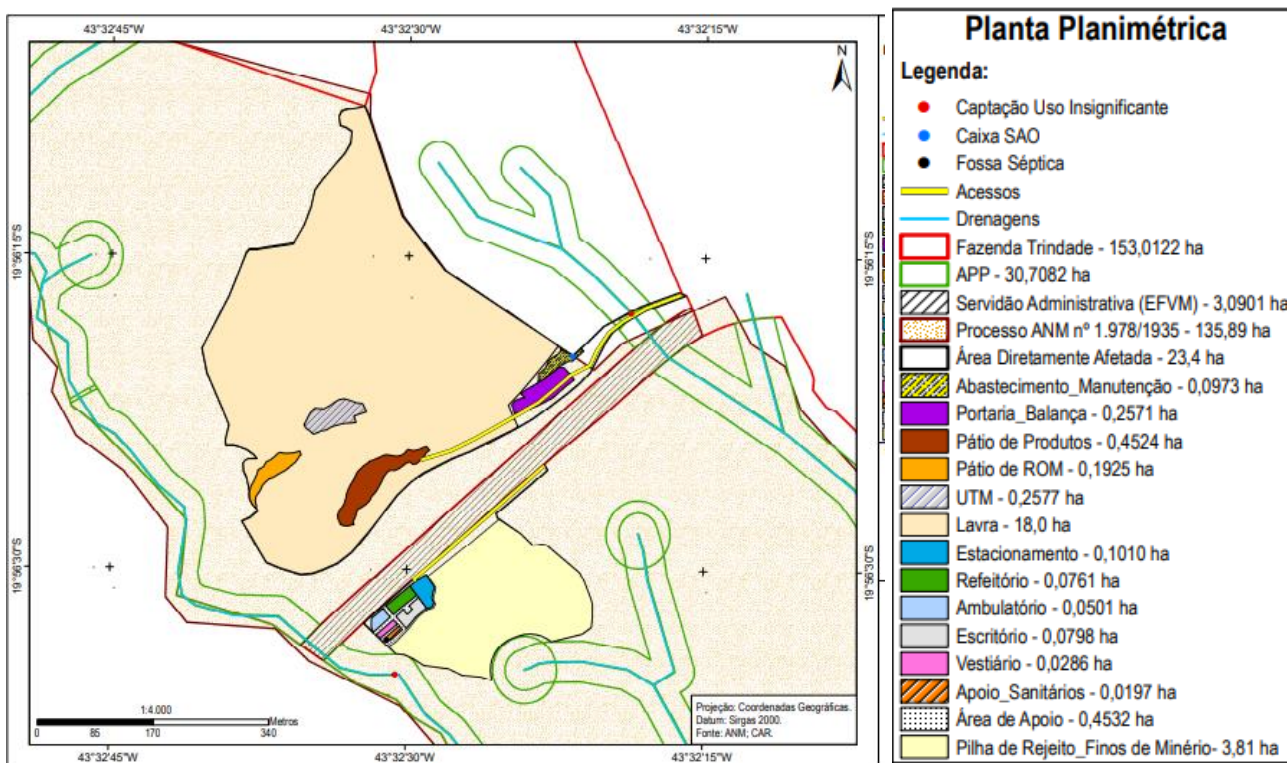 43°32'45"W 43°32'30"W 43°32'15"W
N
19°56'15"S
19°56'15"S
19°56'30"S
19°56'30"S
1:4.000
Metros
0 85 170 340
Projeção: Coordenadas Geográficas.
Datum: Sirgas 2000.
Fonte: ANM; CAR.
43°32'45"W 43°32'30"W 43°32'15"W
Planta Planimétrica
Legenda:
Captação Uso Insignificante
Caixa SAO
Fossa Séptica
Acessos
Drenagens
Fazenda Trindade - 153,0122 ha
APP - 30,7082 ha
Servidão Administrativa (EFVM) - 3,0901 ha
Processo ANM nº 1.978/1935 - 135,89 ha
Área Diretamente Afetada - 23,4 ha
Abastecimento_Manutenção - 0,0973 ha
Portaria_Balança - 0,2571 ha
Pátio de Produtos - 0,4524 ha
Pátio de ROM - 0,1925 ha
UTM - 0,2577 ha
Lavra - 18,0 ha
Estacionamento - 0,1010 ha
Refeitório - 0,0761 ha
Ambulatório - 0,0501 ha
Escritório - 0,0798 ha
Vestiário - 0,0286 ha
Apoio_Sanitários - 0,0197 ha
Área de Apoio - 0,4532 ha
Pilha de Rejeito_Finos de Minério- 3,81 ha